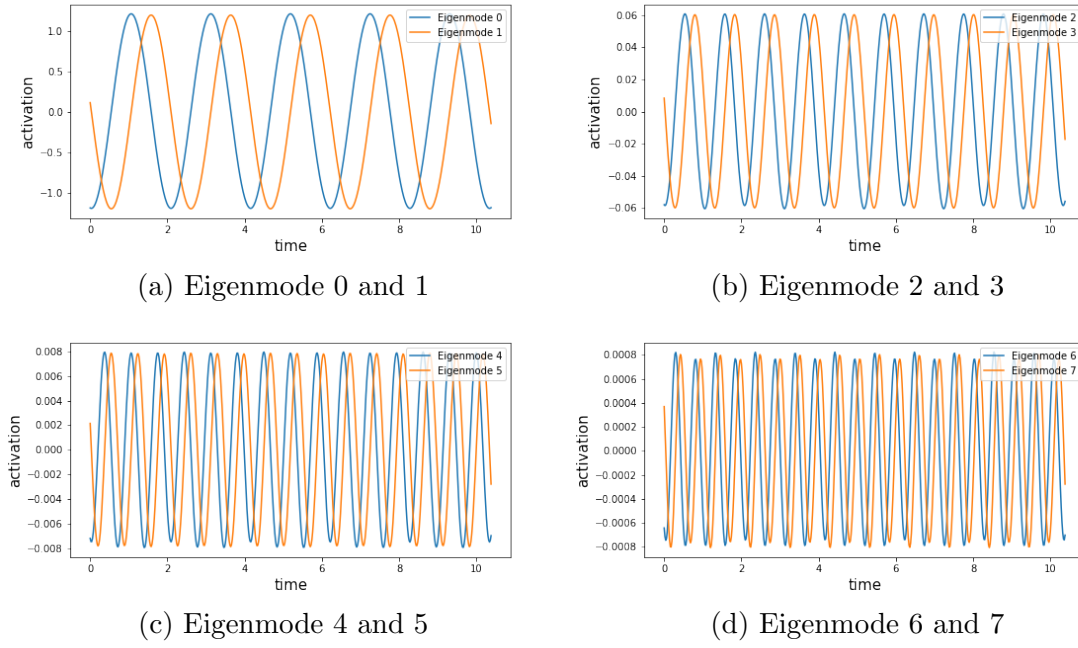 Eigenmode 0
Eigenmode 1
1.0
0.5
0.0
−0.5
−1.0
activation
0 2 4 6 8 10
time
(a) Eigenmode 0 and 1
Eigenmode 2
Eigenmode 3
0.06
0.04
0.02
0.00
−0.02
−0.04
−0.06
activation
0 2 4 6 8 10
time
(b) Eigenmode 2 and 3
Eigenmode 4
Eigenmode 5
0.008
0.006
0.004
0.002
0.000
−0.002
−0.004
−0.006
−0.008
activation
0 2 4 6 8 10
time
(c) Eigenmode 4 and 5
Eigenmode 6
Eigenmode 7
0.0008
0.0006
0.0004
0.0002
0.0000
−0.0002
−0.0004
−0.0006
−0.0008
activation
0 2 4 6 8 10
time
(d) Eigenmode 6 and 7